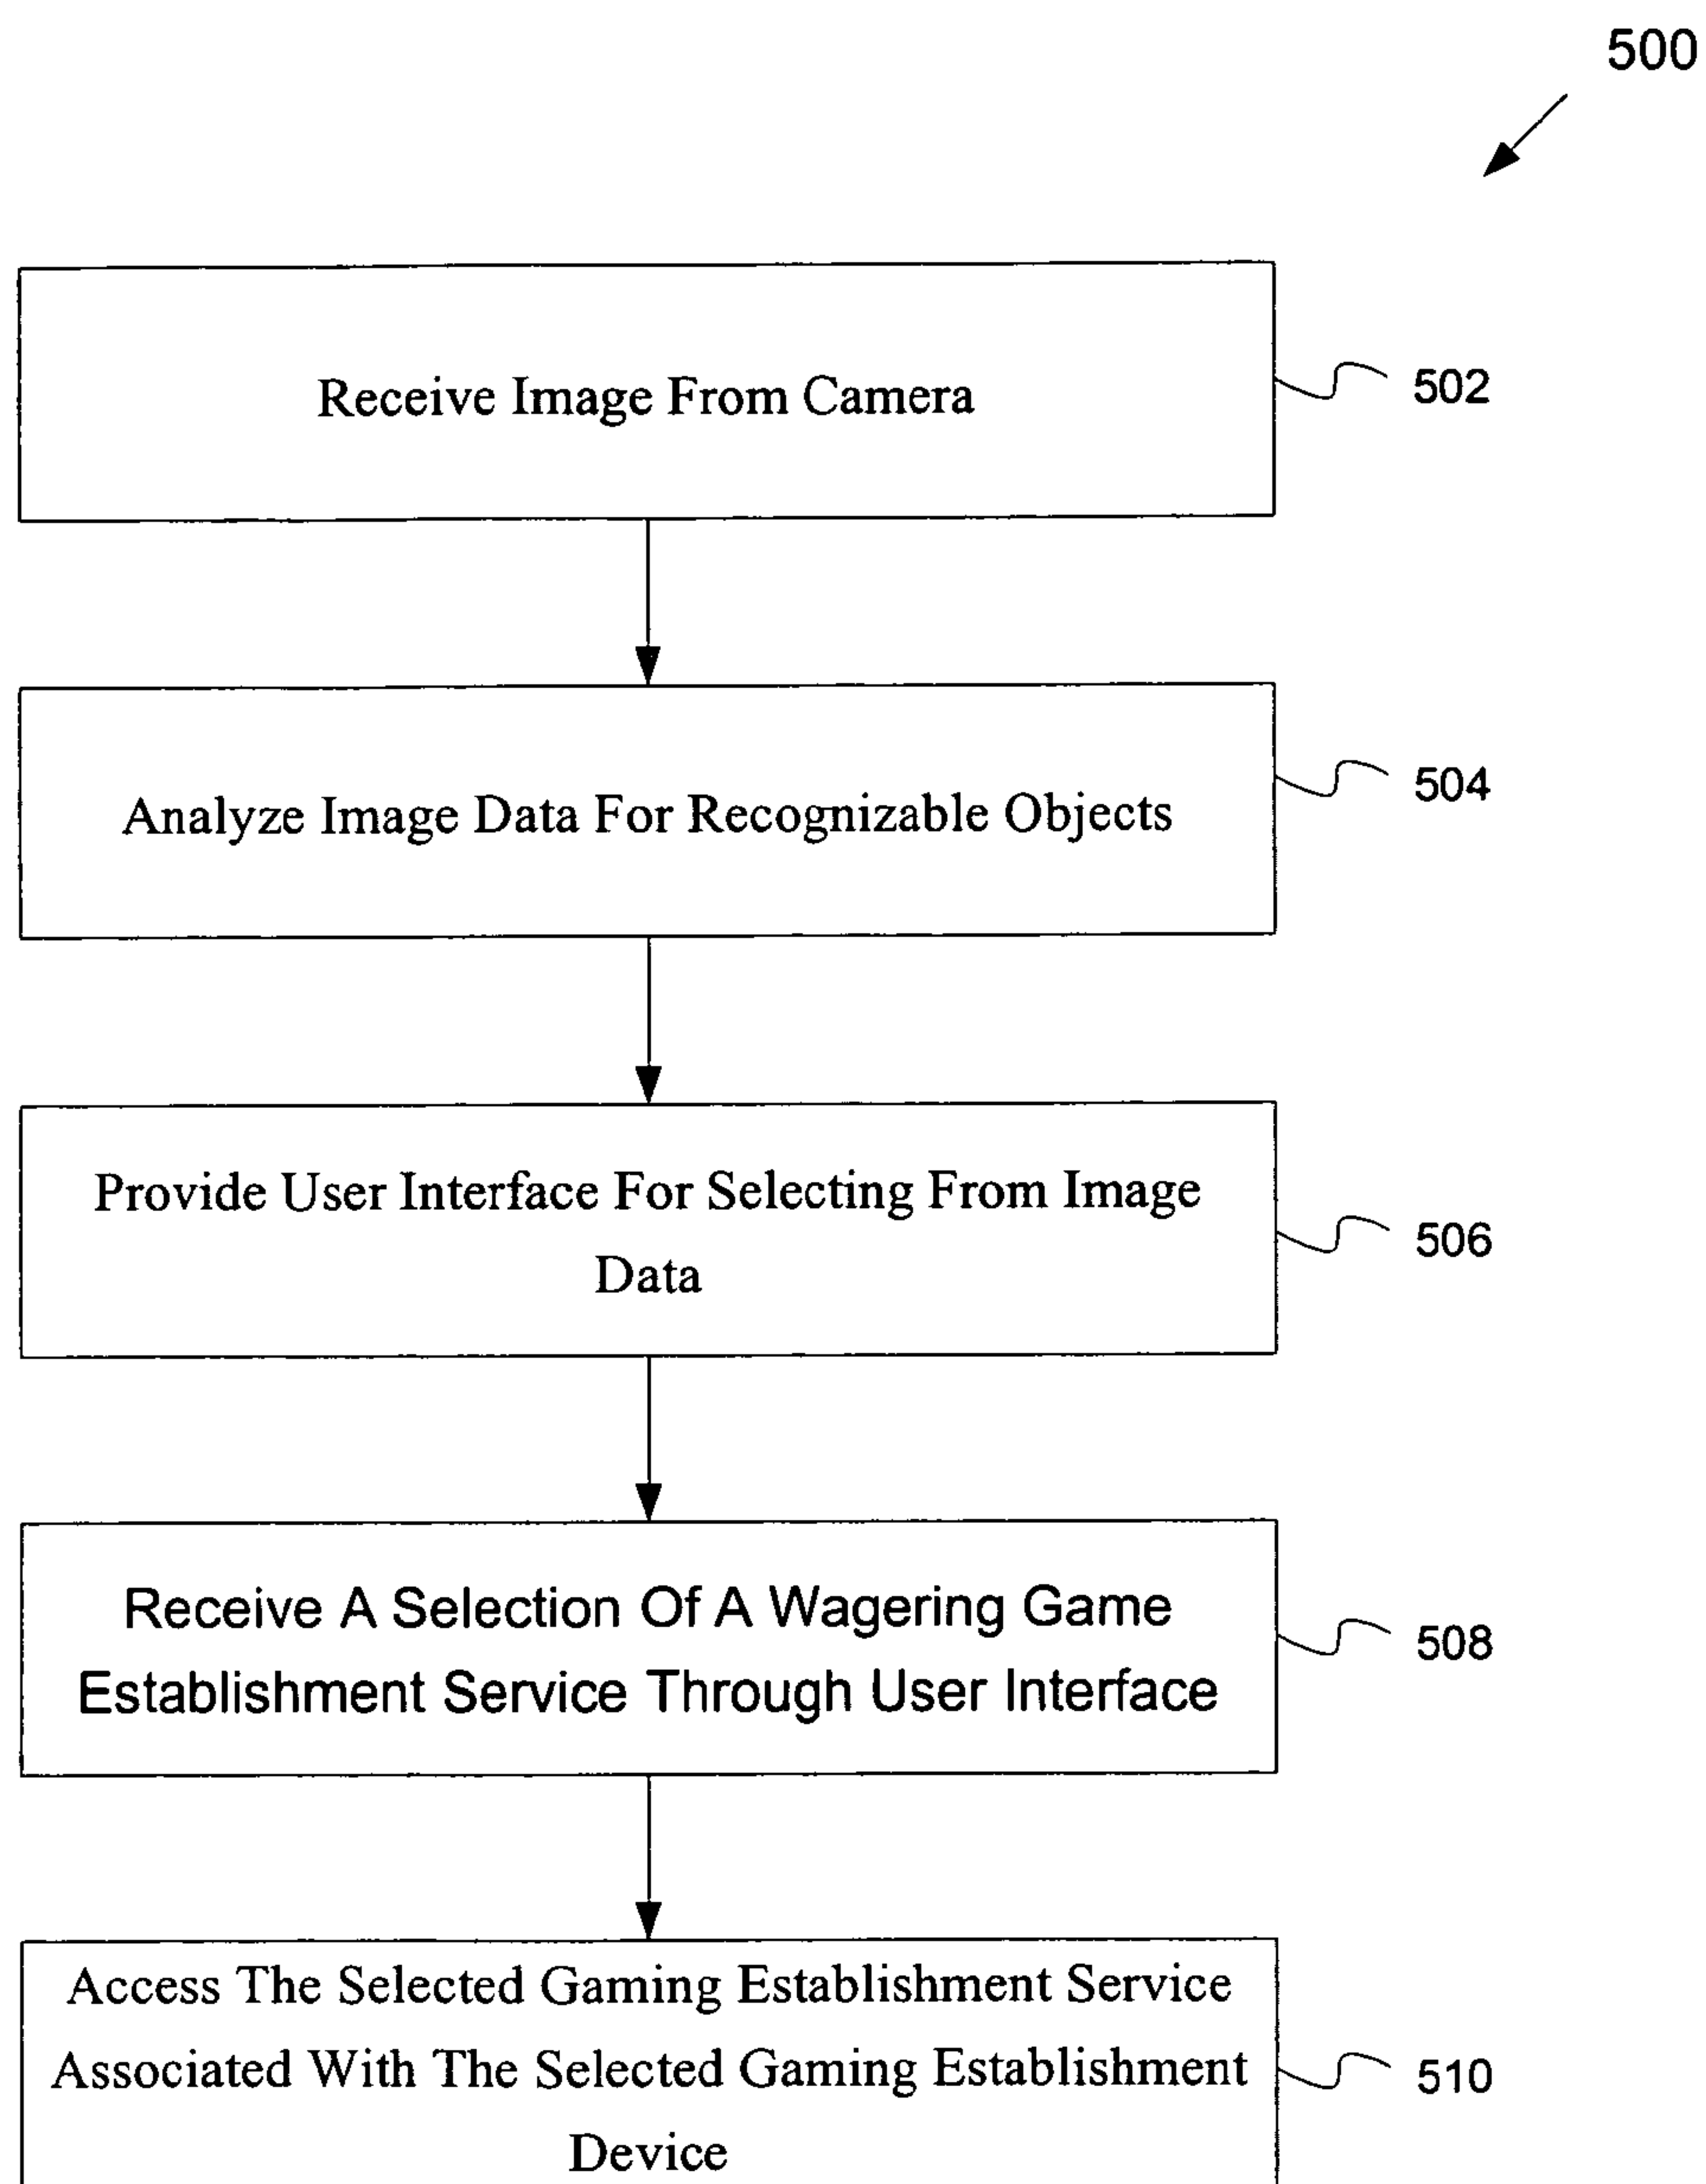 500
Receive Image From Camera
502
Analyze Image Data For Recognizable Objects
504
Provide User Interface For Selecting From Image
Data
506
Receive A Selection Of A Wagering Game
Establishment Service Through User Interface
508
Access The Selected Gaming Establishment Service
Associated With The Selected Gaming Establishment
Device
510